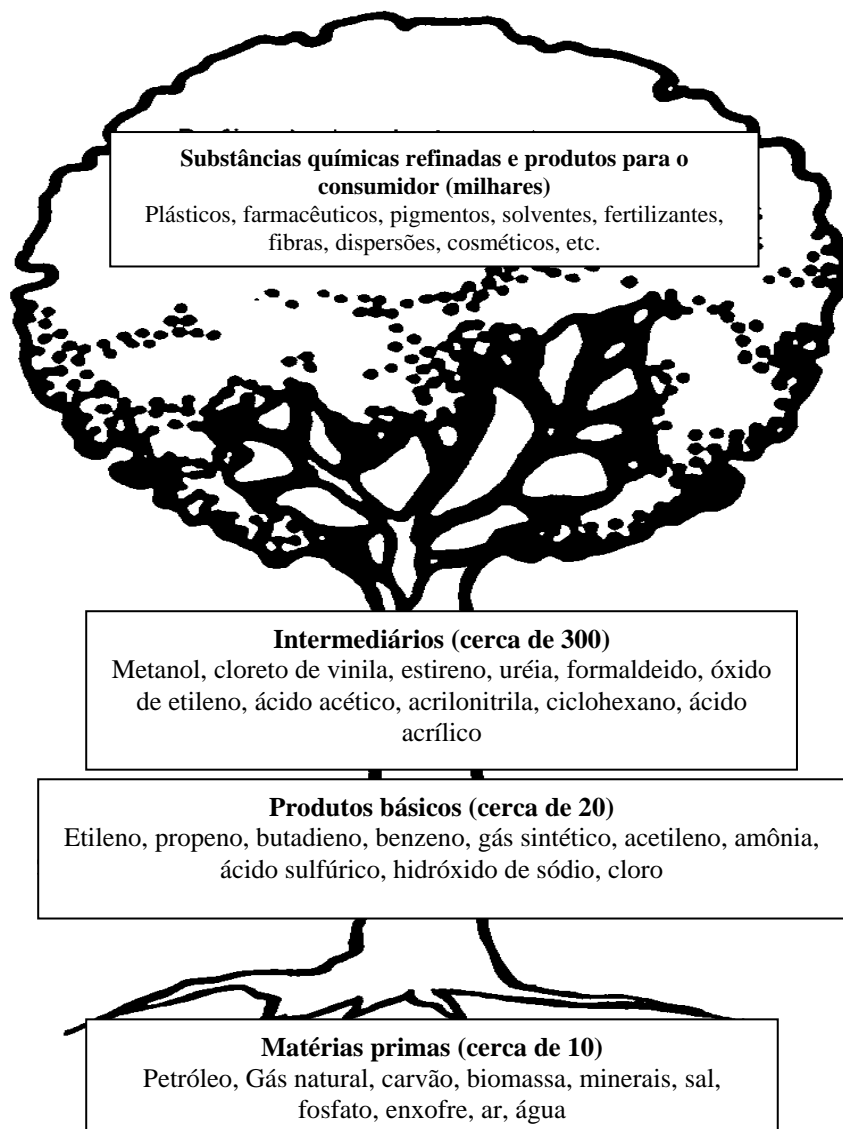 Substâncias químicas refinadas e produtos para o
consumidor (milhares)
Plásticos, farmacêuticos, pigmentos, solventes, fertilizantes,
fibras, dispersões, cosméticos, etc.
Intermediários (cerca de 300)
Metanol, cloreto de vinila, estireno, uréia, formaldeido, óxido
de etileno, ácido acético, acrilonitrila, ciclohexano, ácido
acrílico
Produtos básicos (cerca de 20)
Etileno, propeno, butadieno, benzeno, gás sintético, acetileno, amônia,
ácido sulfúrico, hidróxido de sódio, cloro
Matérias primas (cerca de 10)
Petróleo, Gás natural, carvão, biomassa, minerais, sal,
fosfato, enxofre, ar, água